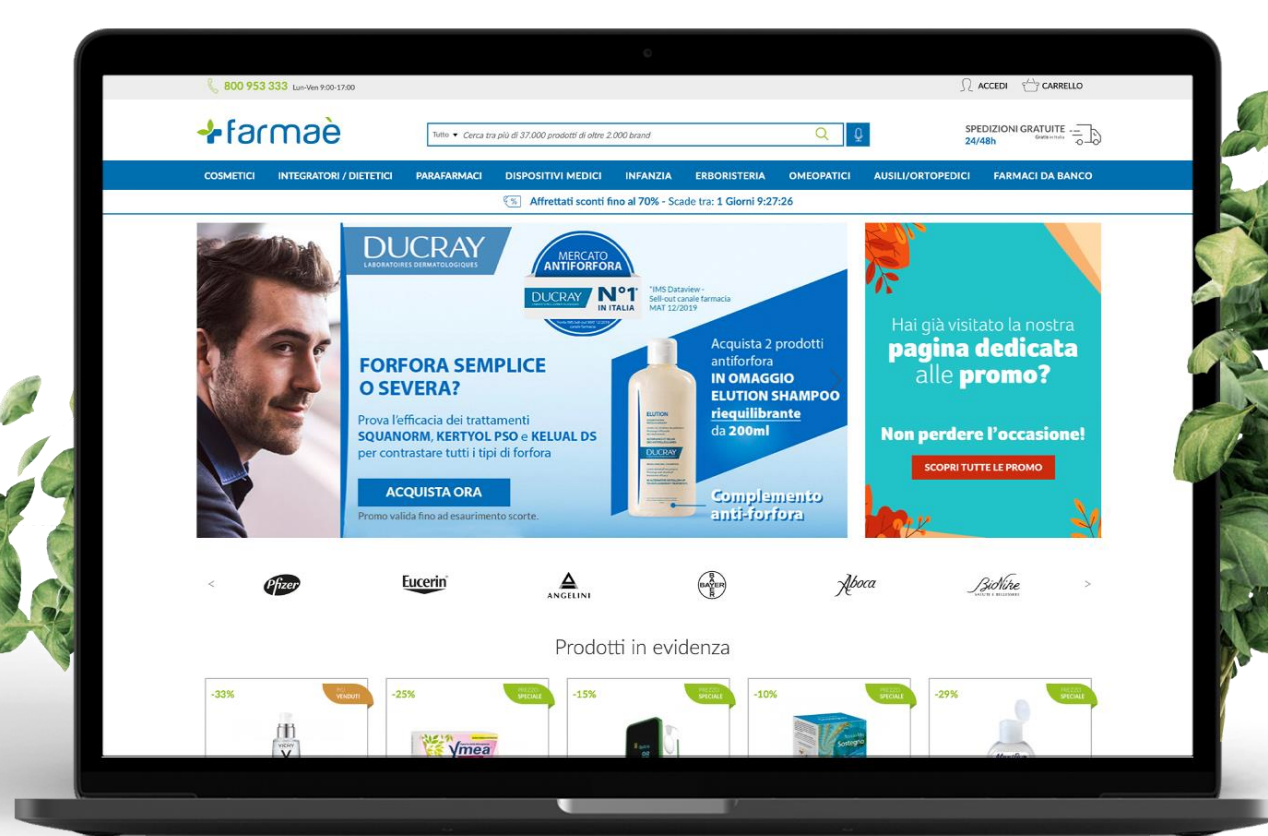 800 953 333 Lun-Ven 9:00-17:00
ACCEDI
CARRELLO
farmaè
Tutto Cerca tra più di 37.000 prodotti di oltre 2.000 brand
SPEDIZIONI GRATUITE
24/48h
COSMETICI INTEGRATORI / DIETETICI PARAFARMACI DISPOSITIVI MEDICI INFANZIA ERBORISTERIA OMEOPATICI AUSILI/ORTOPEDICI FARMACI DA BANCO
% Affrettati sconti fino al 70% - Scade tra: 1 Giorni 9:27:26
DUCRAY
LABORATOIRES DERMATOLOGIQUES
MERCATO
ANTIFORFORA
DUCRAY N°1*
IN ITALIA
*IMS Dataview -
Sell-out canale farmacia
MAT 12/2019
FORFORA SEMPLICE
O SEVERA?
Prova l'efficacia dei trattamenti
SQUANORM, KERTYOL PSO e KELUAL DS
per contrastare tutti i tipi di forfora
ACQUISTA ORA
Promo valida fino ad esaurimento scorte.
ELUTION
DUCRAY
Acquista 2 prodotti
antiforfora
IN OMAGGIO
ELUTION SHAMPOO
riequilibrante
da 200ml
Complemento
anti-forfora
Hai già visitato la nostra
pagina dedicata
alle promo?
Non perdere l'occasione!
SCOPRI TUTTE LE PROMO
< Pfizer Eucerin ANGELINI BAYER Aboca BioNike >
Prodotti in evidenza
-33%
PIÙ
VENDUTI
VICHY
-25%
PREZZO
SPECIALE
Ymea
-15%
PREZZO
SPECIALE
-10%
PREZZO
SPECIALE
Sostegno
-29%
PREZZO
SPECIALE